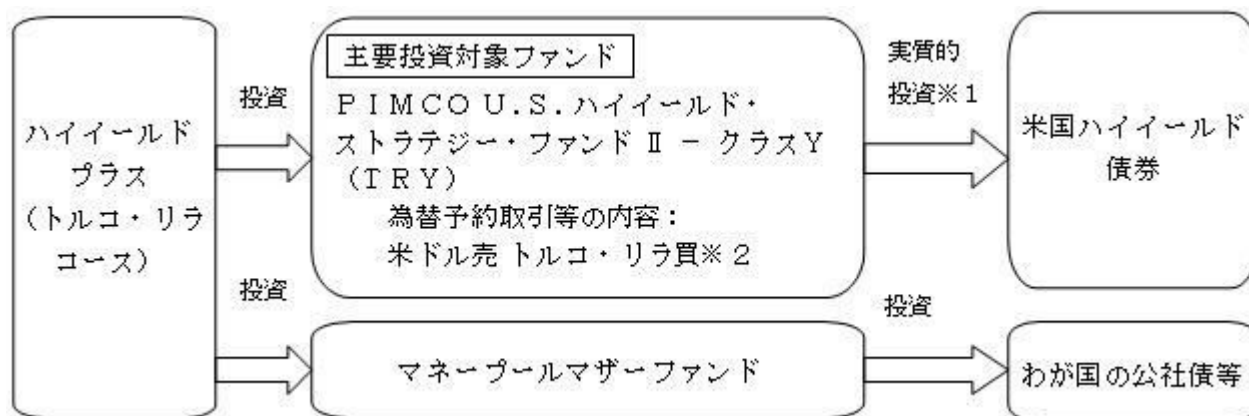 ハイイールド
プラス
(トルコ・リラ
コース)
投資
投資
主要投資対象ファンド
ＰＩＭＣＯ Ｕ.Ｓ.ハイイールド・
ストラテジー・ファンド Ⅱ － クラスＹ
(ＴＲＹ)
為替予約取引等の内容：
米ドル売 トルコ・リラ買※２
マネープールマザーファンド
実質的
投資※１
投資
米国ハイイールド
債券
わが国の公社債等